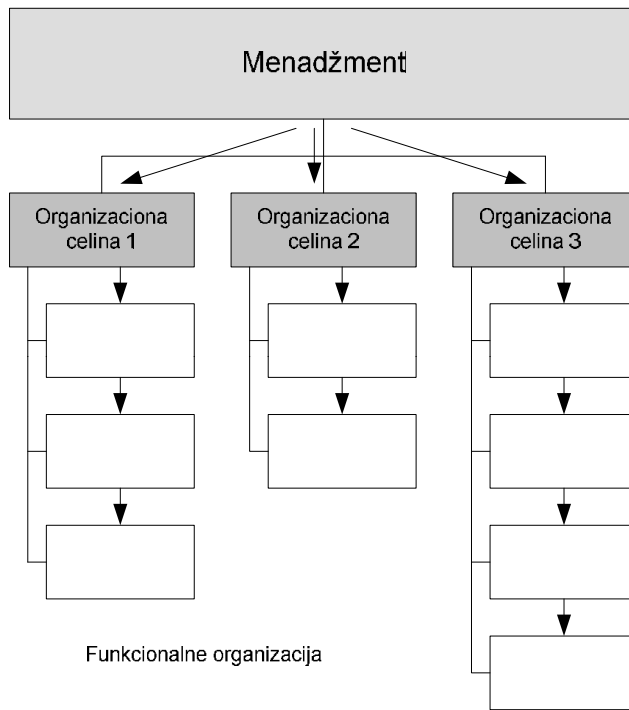 Menadžment
Organizaciona
celina 1
Organizaciona
celina 2
Organizaciona
celina 3
Funkcionalne organizacija